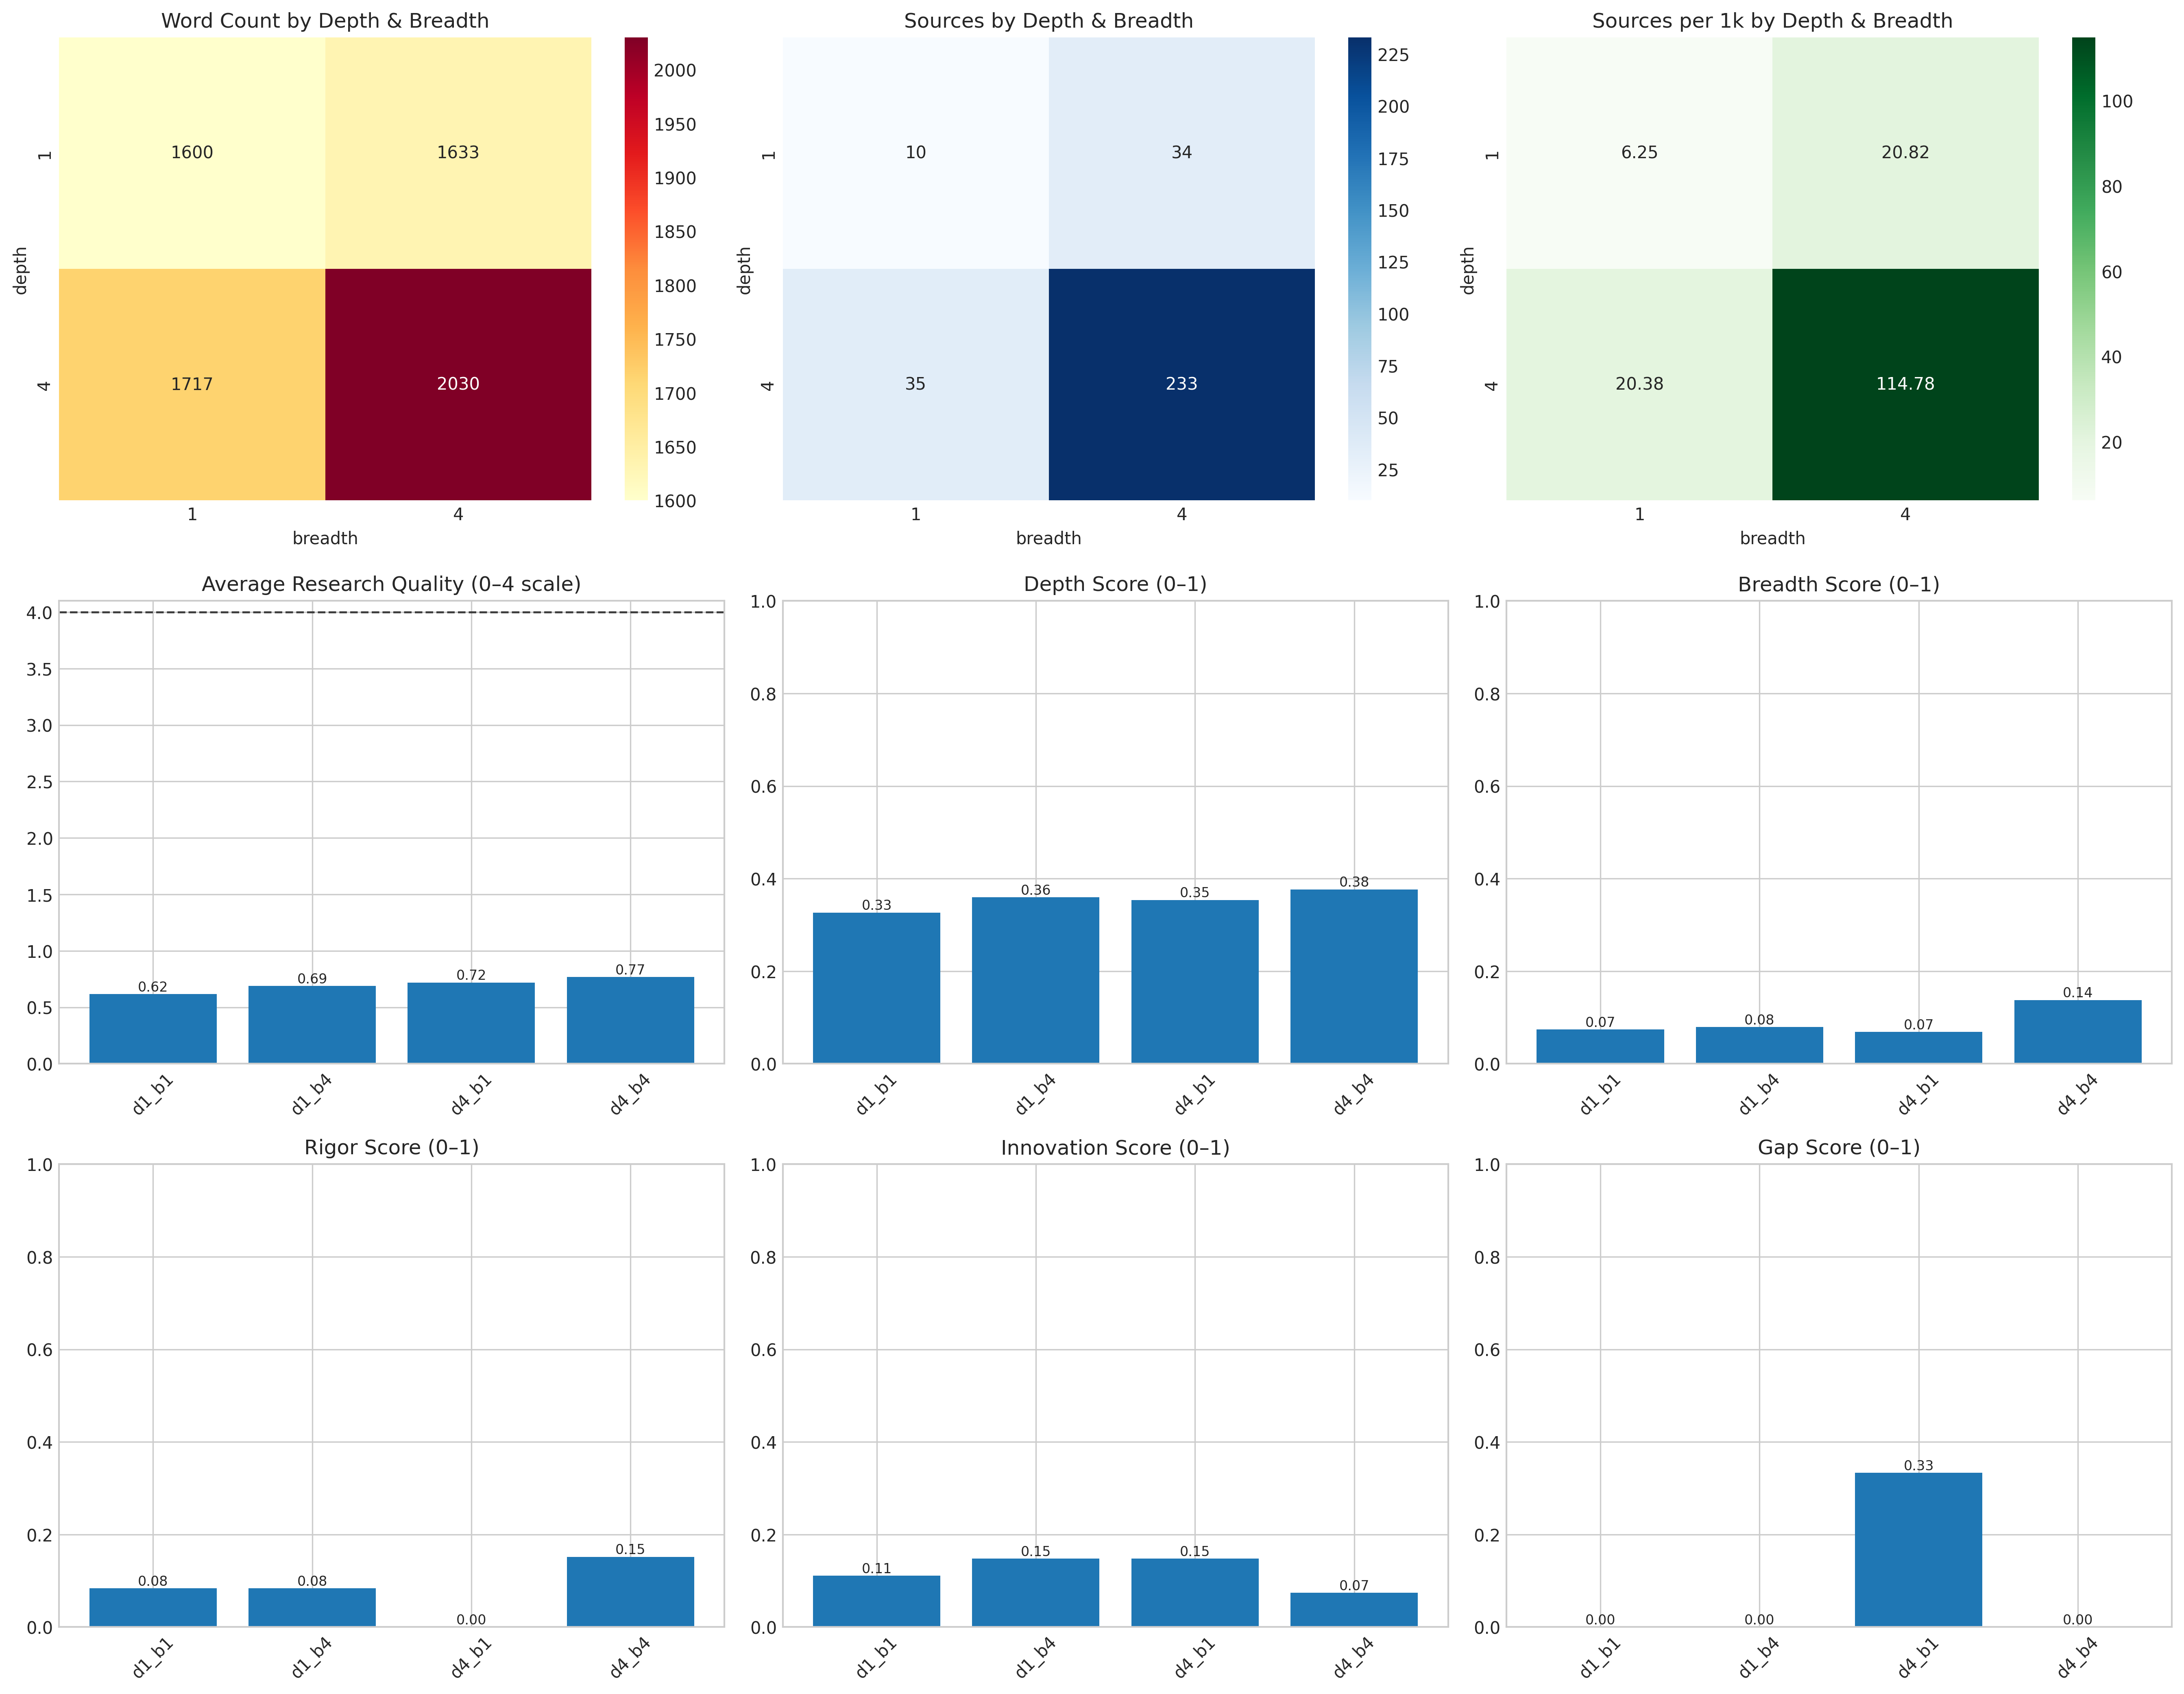 Word Count by Depth & Breadth
1600
1633
1717
2030
1
4
depth
1
4
breadth
2000
1950
1900
1850
1800
1750
1700
1650
1600
Sources by Depth & Breadth
10
34
35
233
1
4
depth
1
4
breadth
225
200
175
150
125
100
75
50
25
Sources per 1k by Depth & Breadth
6.25
20.82
20.38
114.78
1
4
depth
1
4
breadth
100
80
60
40
20
Average Research Quality (0–4 scale)
4.0
3.5
3.0
2.5
2.0
1.5
1.0
0.5
0.0
0.62
0.69
0.72
0.77
d1_b1
d1_b4
d4_b1
d4_b4
Depth Score (0–1)
1.0
0.8
0.6
0.4
0.2
0.0
0.33
0.36
0.35
0.38
d1_b1
d1_b4
d4_b1
d4_b4
Breadth Score (0–1)
1.0
0.8
0.6
0.4
0.2
0.0
0.07
0.08
0.07
0.14
d1_b1
d1_b4
d4_b1
d4_b4
Rigor Score (0–1)
1.0
0.8
0.6
0.4
0.2
0.0
0.08
0.08
0.00
0.15
d1_b1
d1_b4
d4_b1
d4_b4
Innovation Score (0–1)
1.0
0.8
0.6
0.4
0.2
0.0
0.11
0.15
0.15
0.07
d1_b1
d1_b4
d4_b1
d4_b4
Gap Score (0–1)
1.0
0.8
0.6
0.4
0.2
0.0
0.00
0.00
0.33
0.00
d1_b1
d1_b4
d4_b1
d4_b4